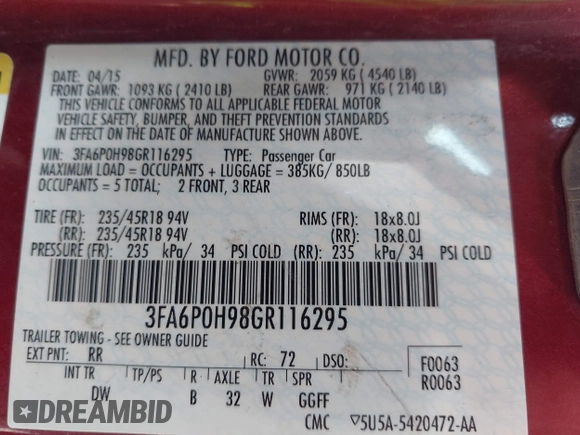 MFD. BY FORD MOTOR CO.
DATE: 04/15 GVWR: 2059 KG ( 4540 LB)
FRONT GAWR: 1093 KG ( 2410 LB) REAR GAWR: 971 KG ( 2140 LB)
THIS VEHICLE CONFORMS TO ALL APPLICABLE FEDERAL MOTOR
VEHICLE SAFETY, BUMPER, AND THEFT PREVENTION STANDARDS
IN EFFECT ON THE DATE OF MANUFACTURE SHOWN ABOVE.
VIN: 3FA6P0H98GR116295 TYPE: Passenger Car
MAXIMUM LOAD = OCCUPANTS + LUGGAGE = 385KG/ 850LB
OCCUPANTS = 5 TOTAL; 2 FRONT, 3 REAR
TIRE (FR): 235/45R18 94V RIMS (FR): 18x8.0J
(RR): 235/45R18 94V (RR): 18x8.0J
PRESSURE (FR): 235 kPa/ 34 PSI COLD (RR): 235 kPa/ 34 PSI COLD
3FA6P0H98GR116295
TRAILER TOWING - SEE OWNER GUIDE
EXT PNT: RR RC: 72 DSO: F0063
R0063
INT TR TP/PS R AXLE TR SPR
DW B 32 W GGFF
CMC ▽5U5A-5420472-AA
DREAMBID